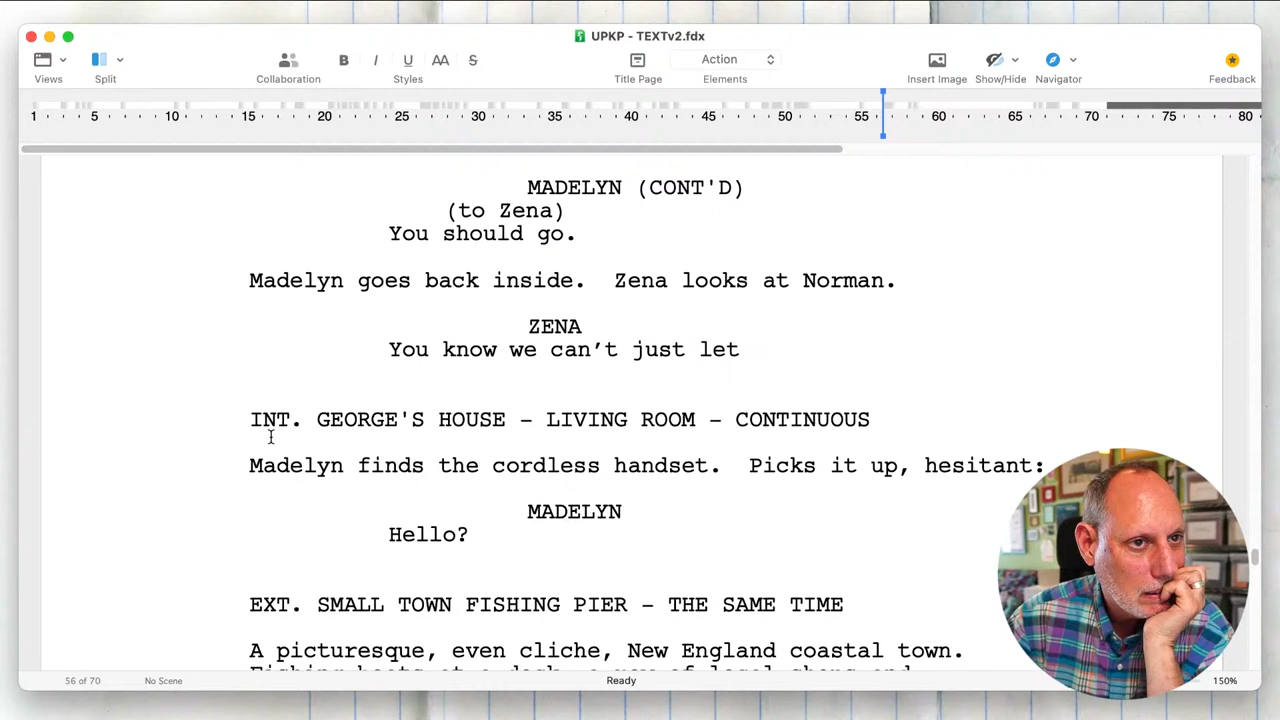 UPKP - TEXTv2.fdx
B I U AA S Action
Views Split Collaboration Styles Title Page Elements Insert Image Show/Hide Navigator Feedback
1 5 10 15 20 25 30 35 40 45 50 55 60 65 70 75 80
MADELYN (CONT'D)
(to Zena)
You should go.
Madelyn goes back inside. Zena looks at Norman.
ZENA
You know we can’t just let
INT. GEORGE'S HOUSE – LIVING ROOM – CONTINUOUS
Madelyn finds the cordless handset. Picks it up, hesitant:
MADELYN
Hello?
EXT. SMALL TOWN FISHING PIER – THE SAME TIME
A picturesque, even cliche, New England coastal town.
56 of 70 No Scene Ready 150%